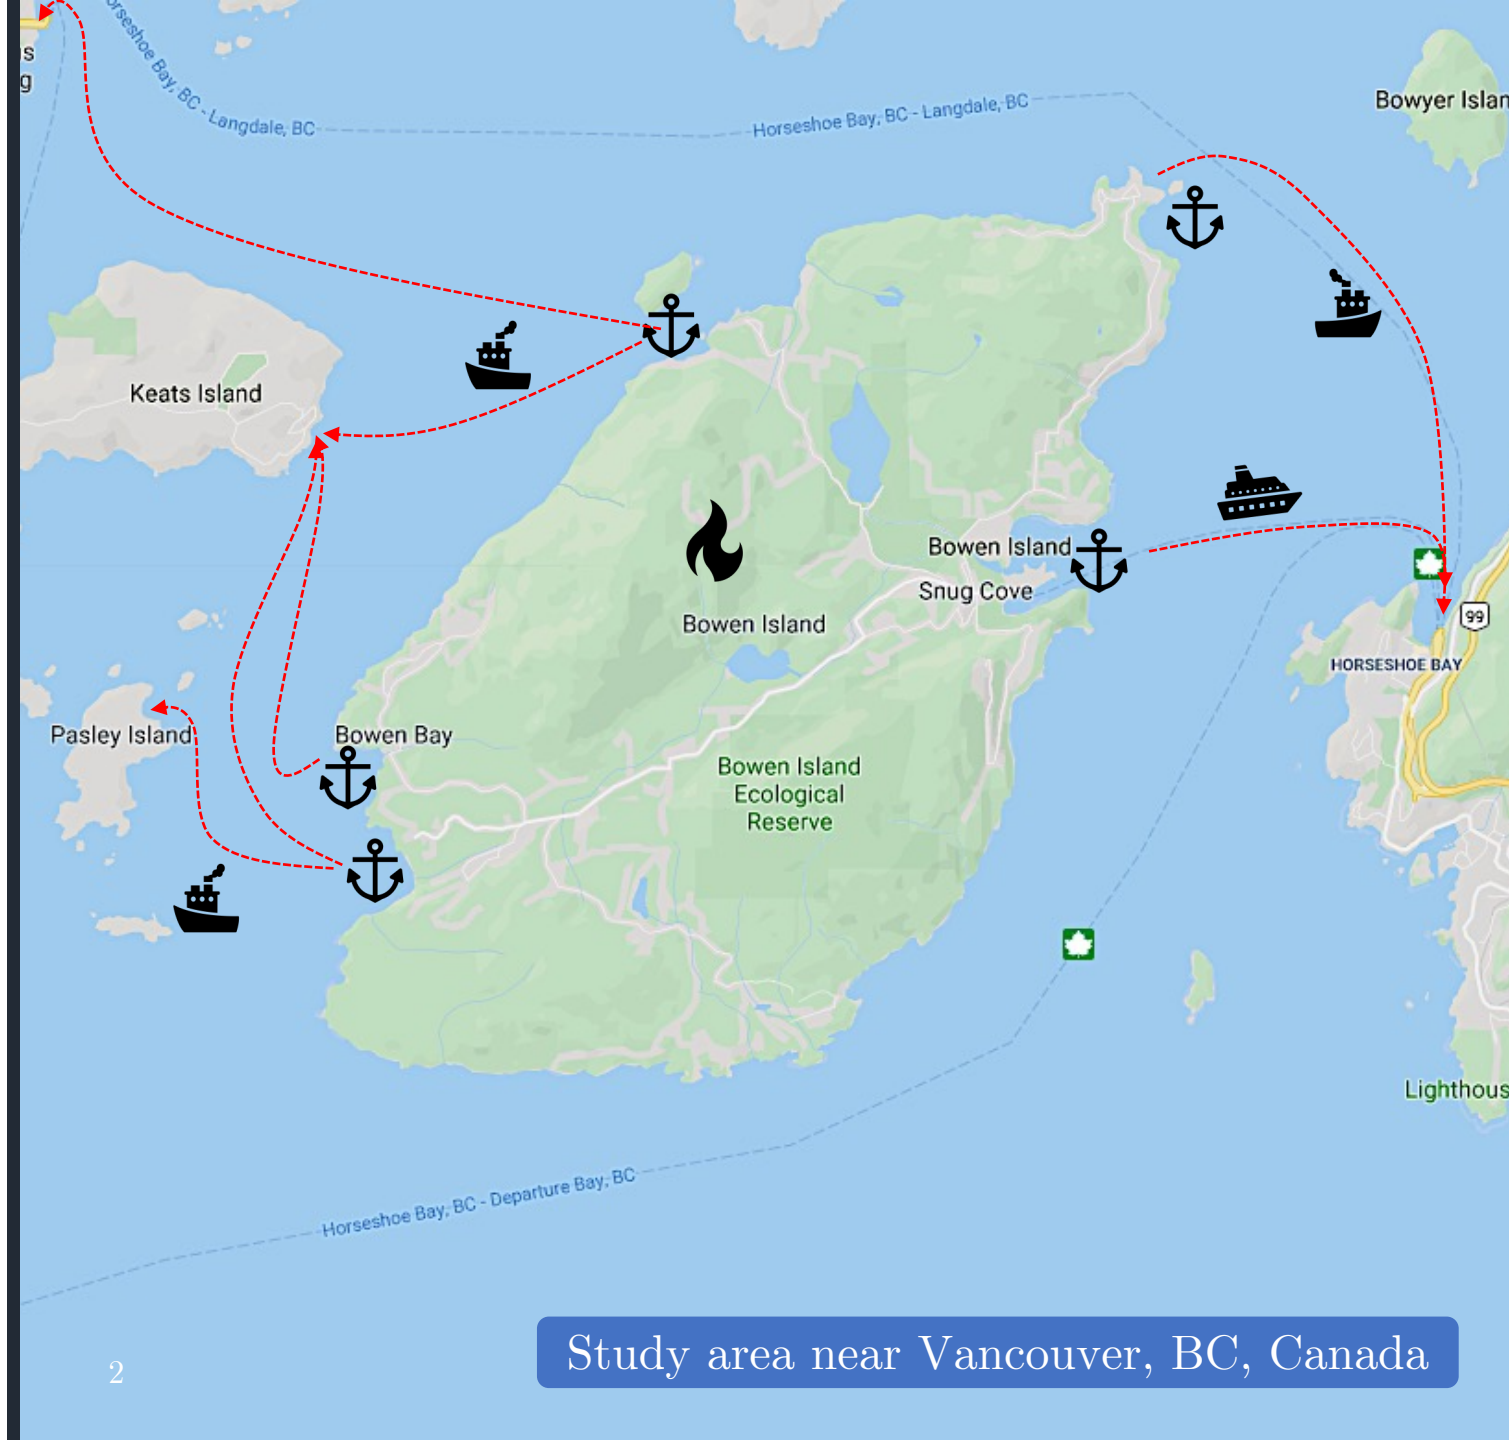 s
g
orseshoe Bay, BC - Langdale, BC
Horseshoe Bay, BC - Langdale, BC
Bowyer Islan
Keats Island
Bowen Island
Snug Cove
Bowen Island
99
HORSESHOE BAY
Pasley Island
Bowen Bay
Bowen Island
Ecological
Reserve
Lighthous
Horseshoe Bay, BC - Departure Bay, BC
Study area near Vancouver, BC, Canada
2